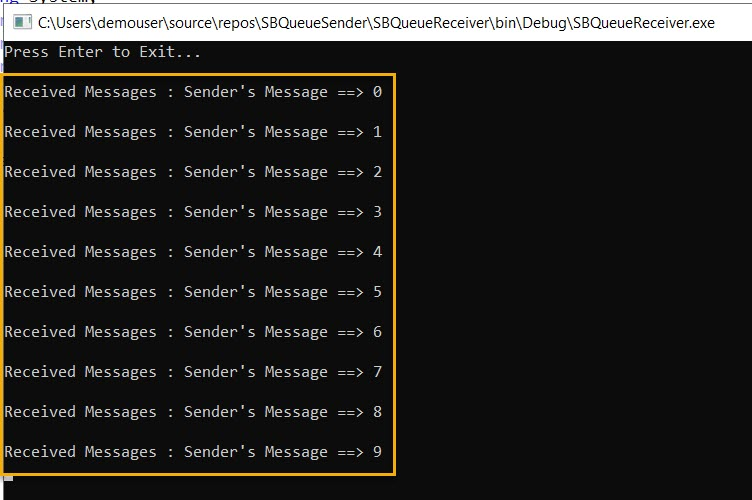 C:\Users\demouser\source\repos\SBQueueSender\SBQueueReceiver\bin\Debug\SBQueueReceiver.exe
Press Enter to Exit...
Received Messages : Sender's Message ==> 0
Received Messages : Sender's Message ==> 1
Received Messages : Sender's Message ==> 2
Received Messages : Sender's Message ==> 3
Received Messages : Sender's Message ==> 4
Received Messages : Sender's Message ==> 5
Received Messages : Sender's Message ==> 6
Received Messages : Sender's Message ==> 7
Received Messages : Sender's Message ==> 8
Received Messages : Sender's Message ==> 9